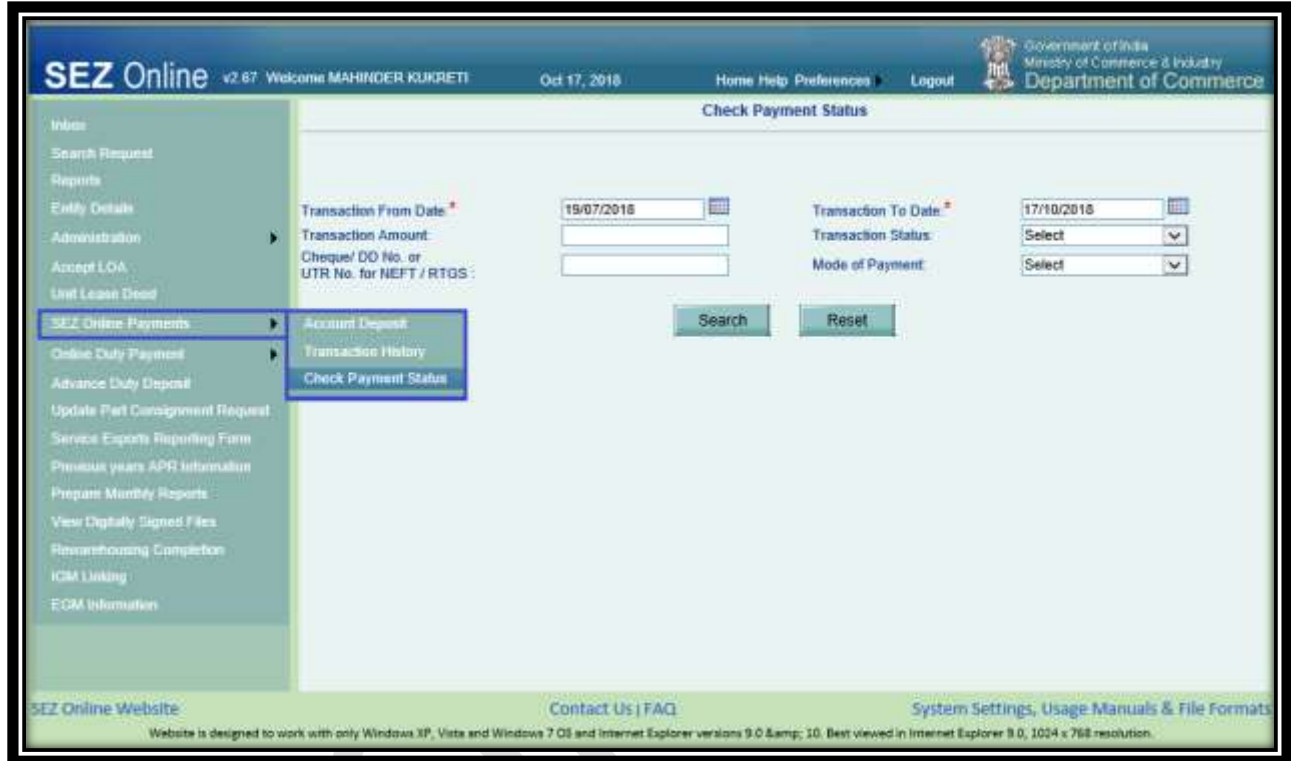 Government of India
Ministry of Commerce & Industry
Department of Commerce
SEZ Online v2.67 Welcome MAHINDER KUKRETI Oct 17, 2018 Home Help Preferences Logout
Check Payment Status
Inbox
Search Request
Reports
Entity Details
Administration
Accept LOA
Unit Lease Deed
SEZ Online Payments
Online Duty Payment
Advance Duty Deposit
Update Part Consignment Request
Service Exports Reporting Form
Previous years APR Information
Prepare Monthly Reports
View Digitally Signed Files
Rewarehousing Completion
IGM Linking
EGM Information
Account Deposit
Transaction History
Check Payment Status
Transaction From Date:* 19/07/2018 Transaction To Date:* 17/10/2018
Transaction Amount: Transaction Status: Select
Cheque/ DD No. or
UTR No. for NEFT / RTGS : Mode of Payment: Select
Search Reset
SEZ Online Website Contact Us | FAQ System Settings, Usage Manuals & File Formats
Website is designed to work with only Windows XP, Vista and Windows 7 OS and Internet Explorer versions 9.0 &amp; 10. Best viewed in Internet Explorer 9.0, 1024 x 768 resolution.